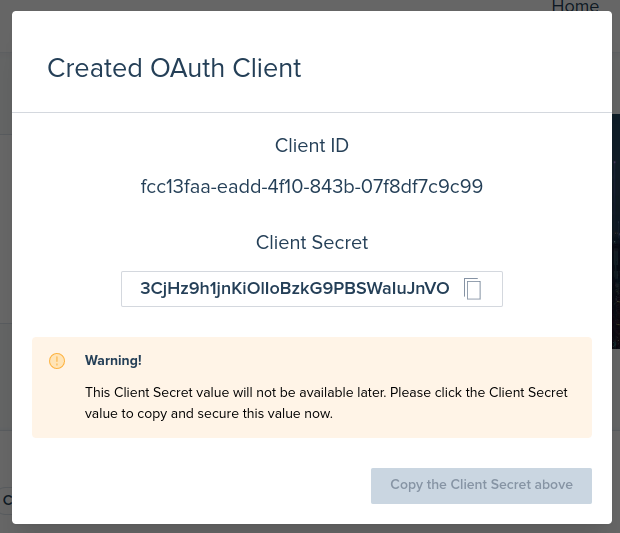 Home
Created OAuth Client
Client ID
fcc13faa-eadd-4f10-843b-07f8df7c9c99
Client Secret
3CjHz9h1jnKiOlIoBzkG9PBSWaIuJnVO
Warning!
This Client Secret value will not be available later. Please click the Client Secret
value to copy and secure this value now.
C
Copy the Client Secret above